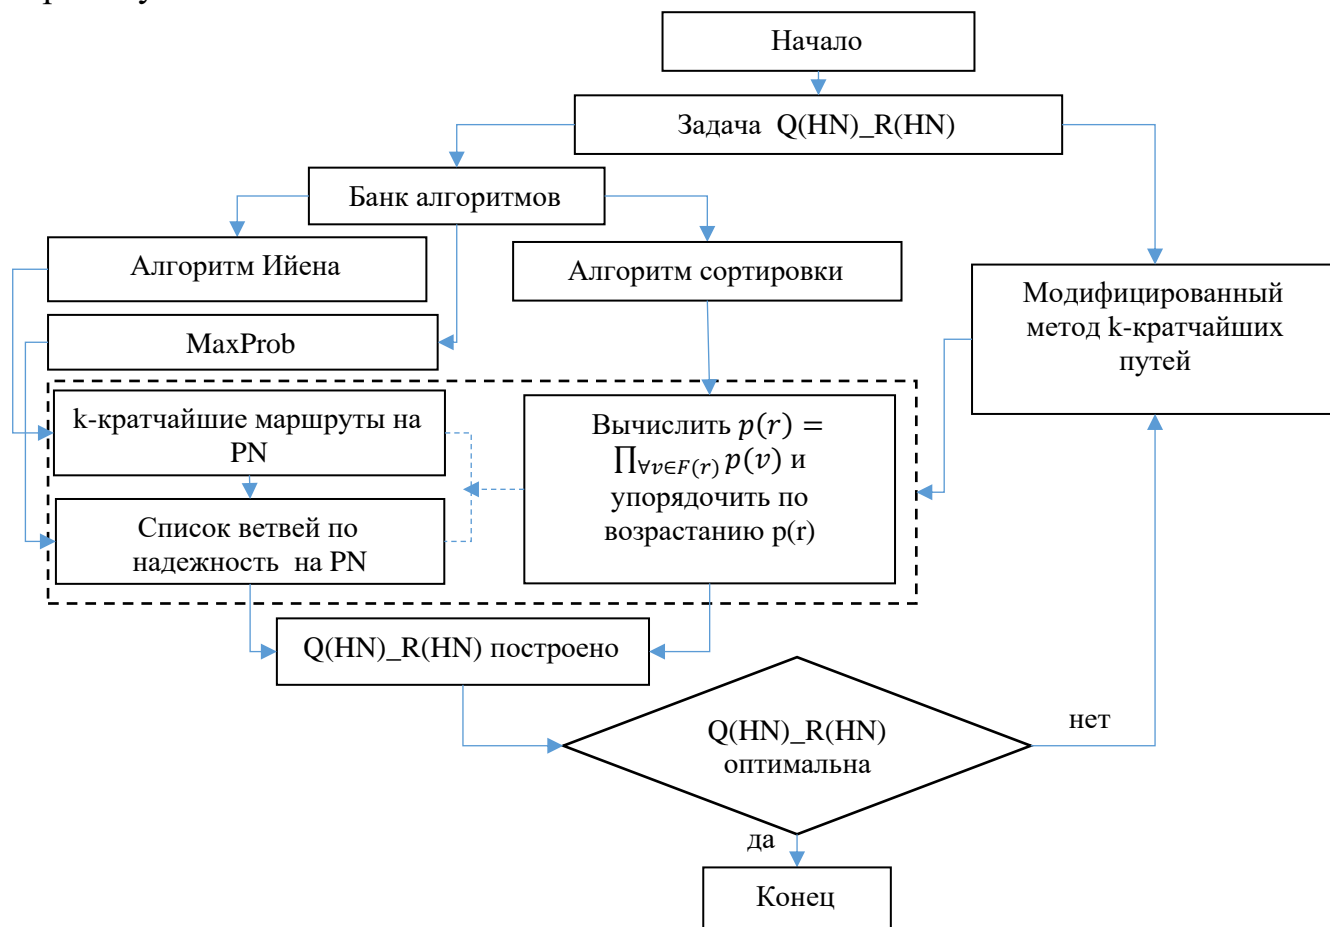 Начало
Задача Q(HN)_R(HN)
Банк алгоритмов
Алгоритм Ийена
Алгоритм сортировки
Модифицированный
метод k-кратчайших
путей
MaxProb
k-кратчайшие маршруты на
PN
Вычислить p(r) =
∏∀v∈F(r) p(v) и
упорядочить по
возрастанию p(r)
Список ветвей по
надежность на PN
Q(HN)_R(HN) построено
Q(HN)_R(HN)
оптимальна
нет
да
Конец